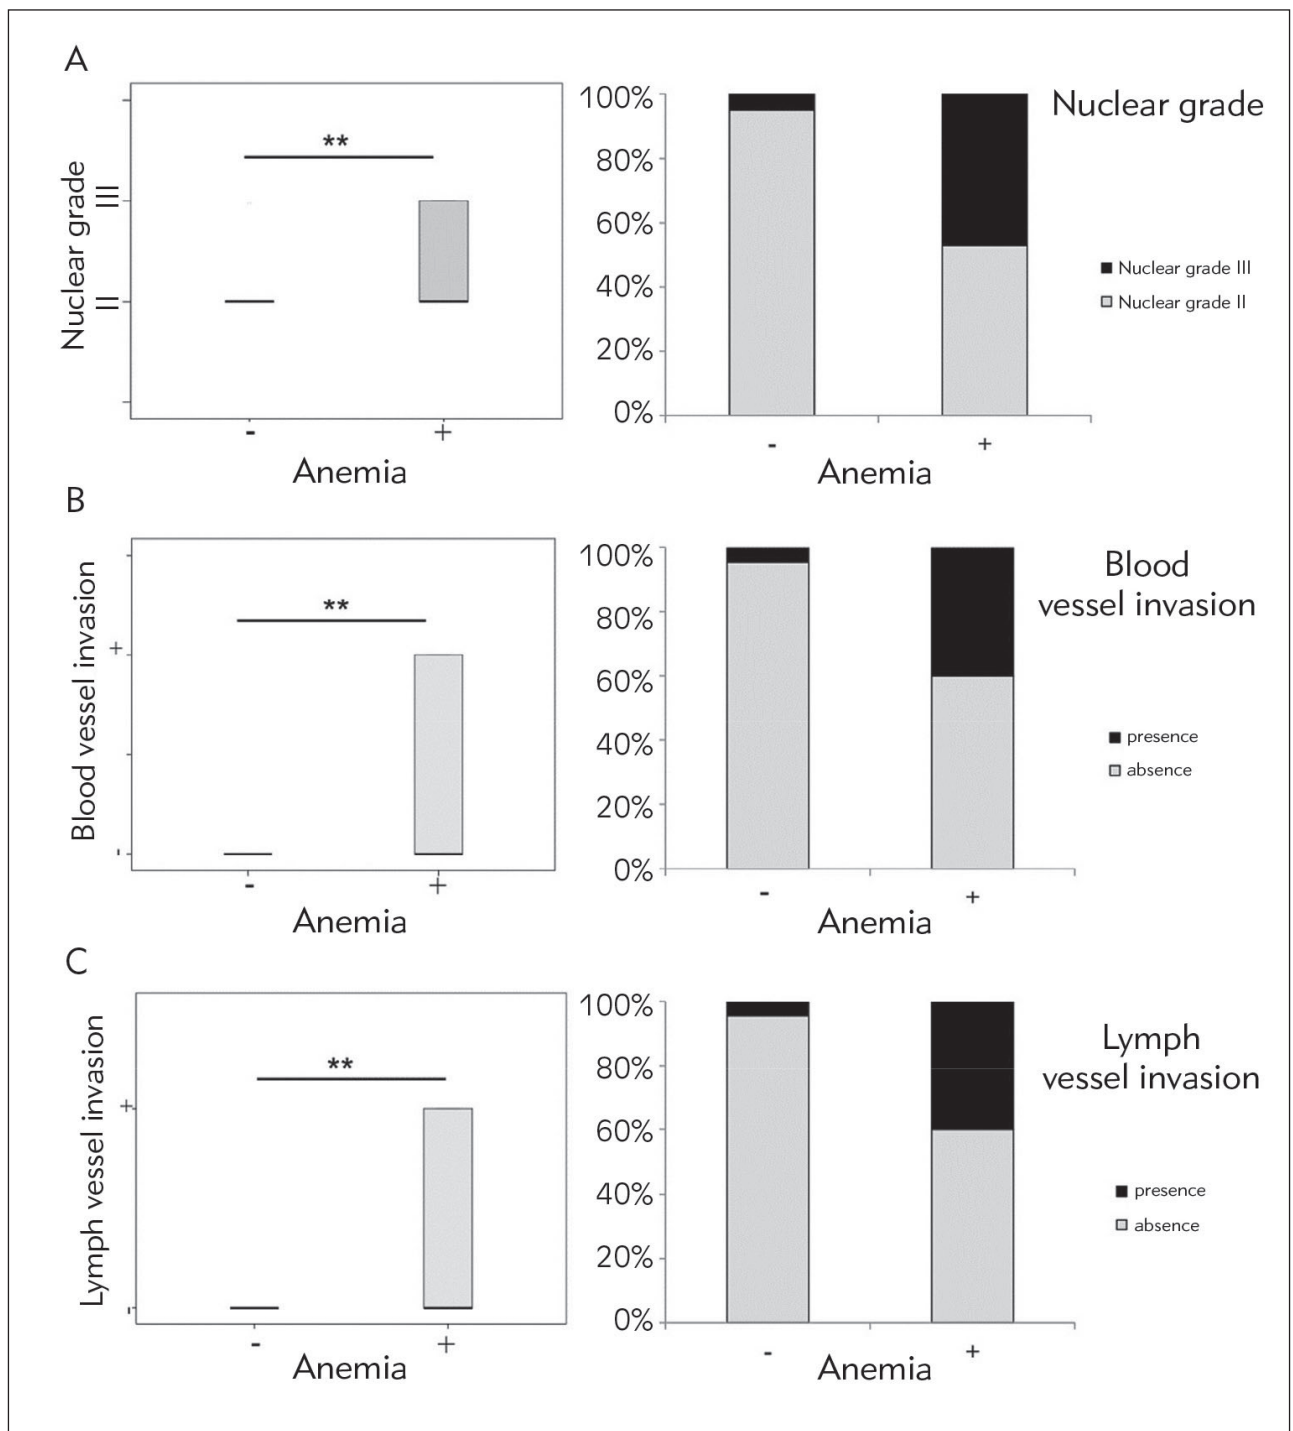 A
**
Nuclear grade
III
II
-
+
Anemia
100%
80%
60%
40%
20%
0%
-
+
Anemia
Nuclear grade
Nuclear grade III
Nuclear grade II
B
**
Blood vessel invasion
+
-
-
+
Anemia
100%
80%
60%
40%
20%
0%
-
+
Anemia
Blood
vessel invasion
presence
absence
C
**
Lymph vessel invasion
+
-
-
+
Anemia
100%
80%
60%
40%
20%
0%
-
+
Anemia
Lymph
vessel invasion
presence
absence